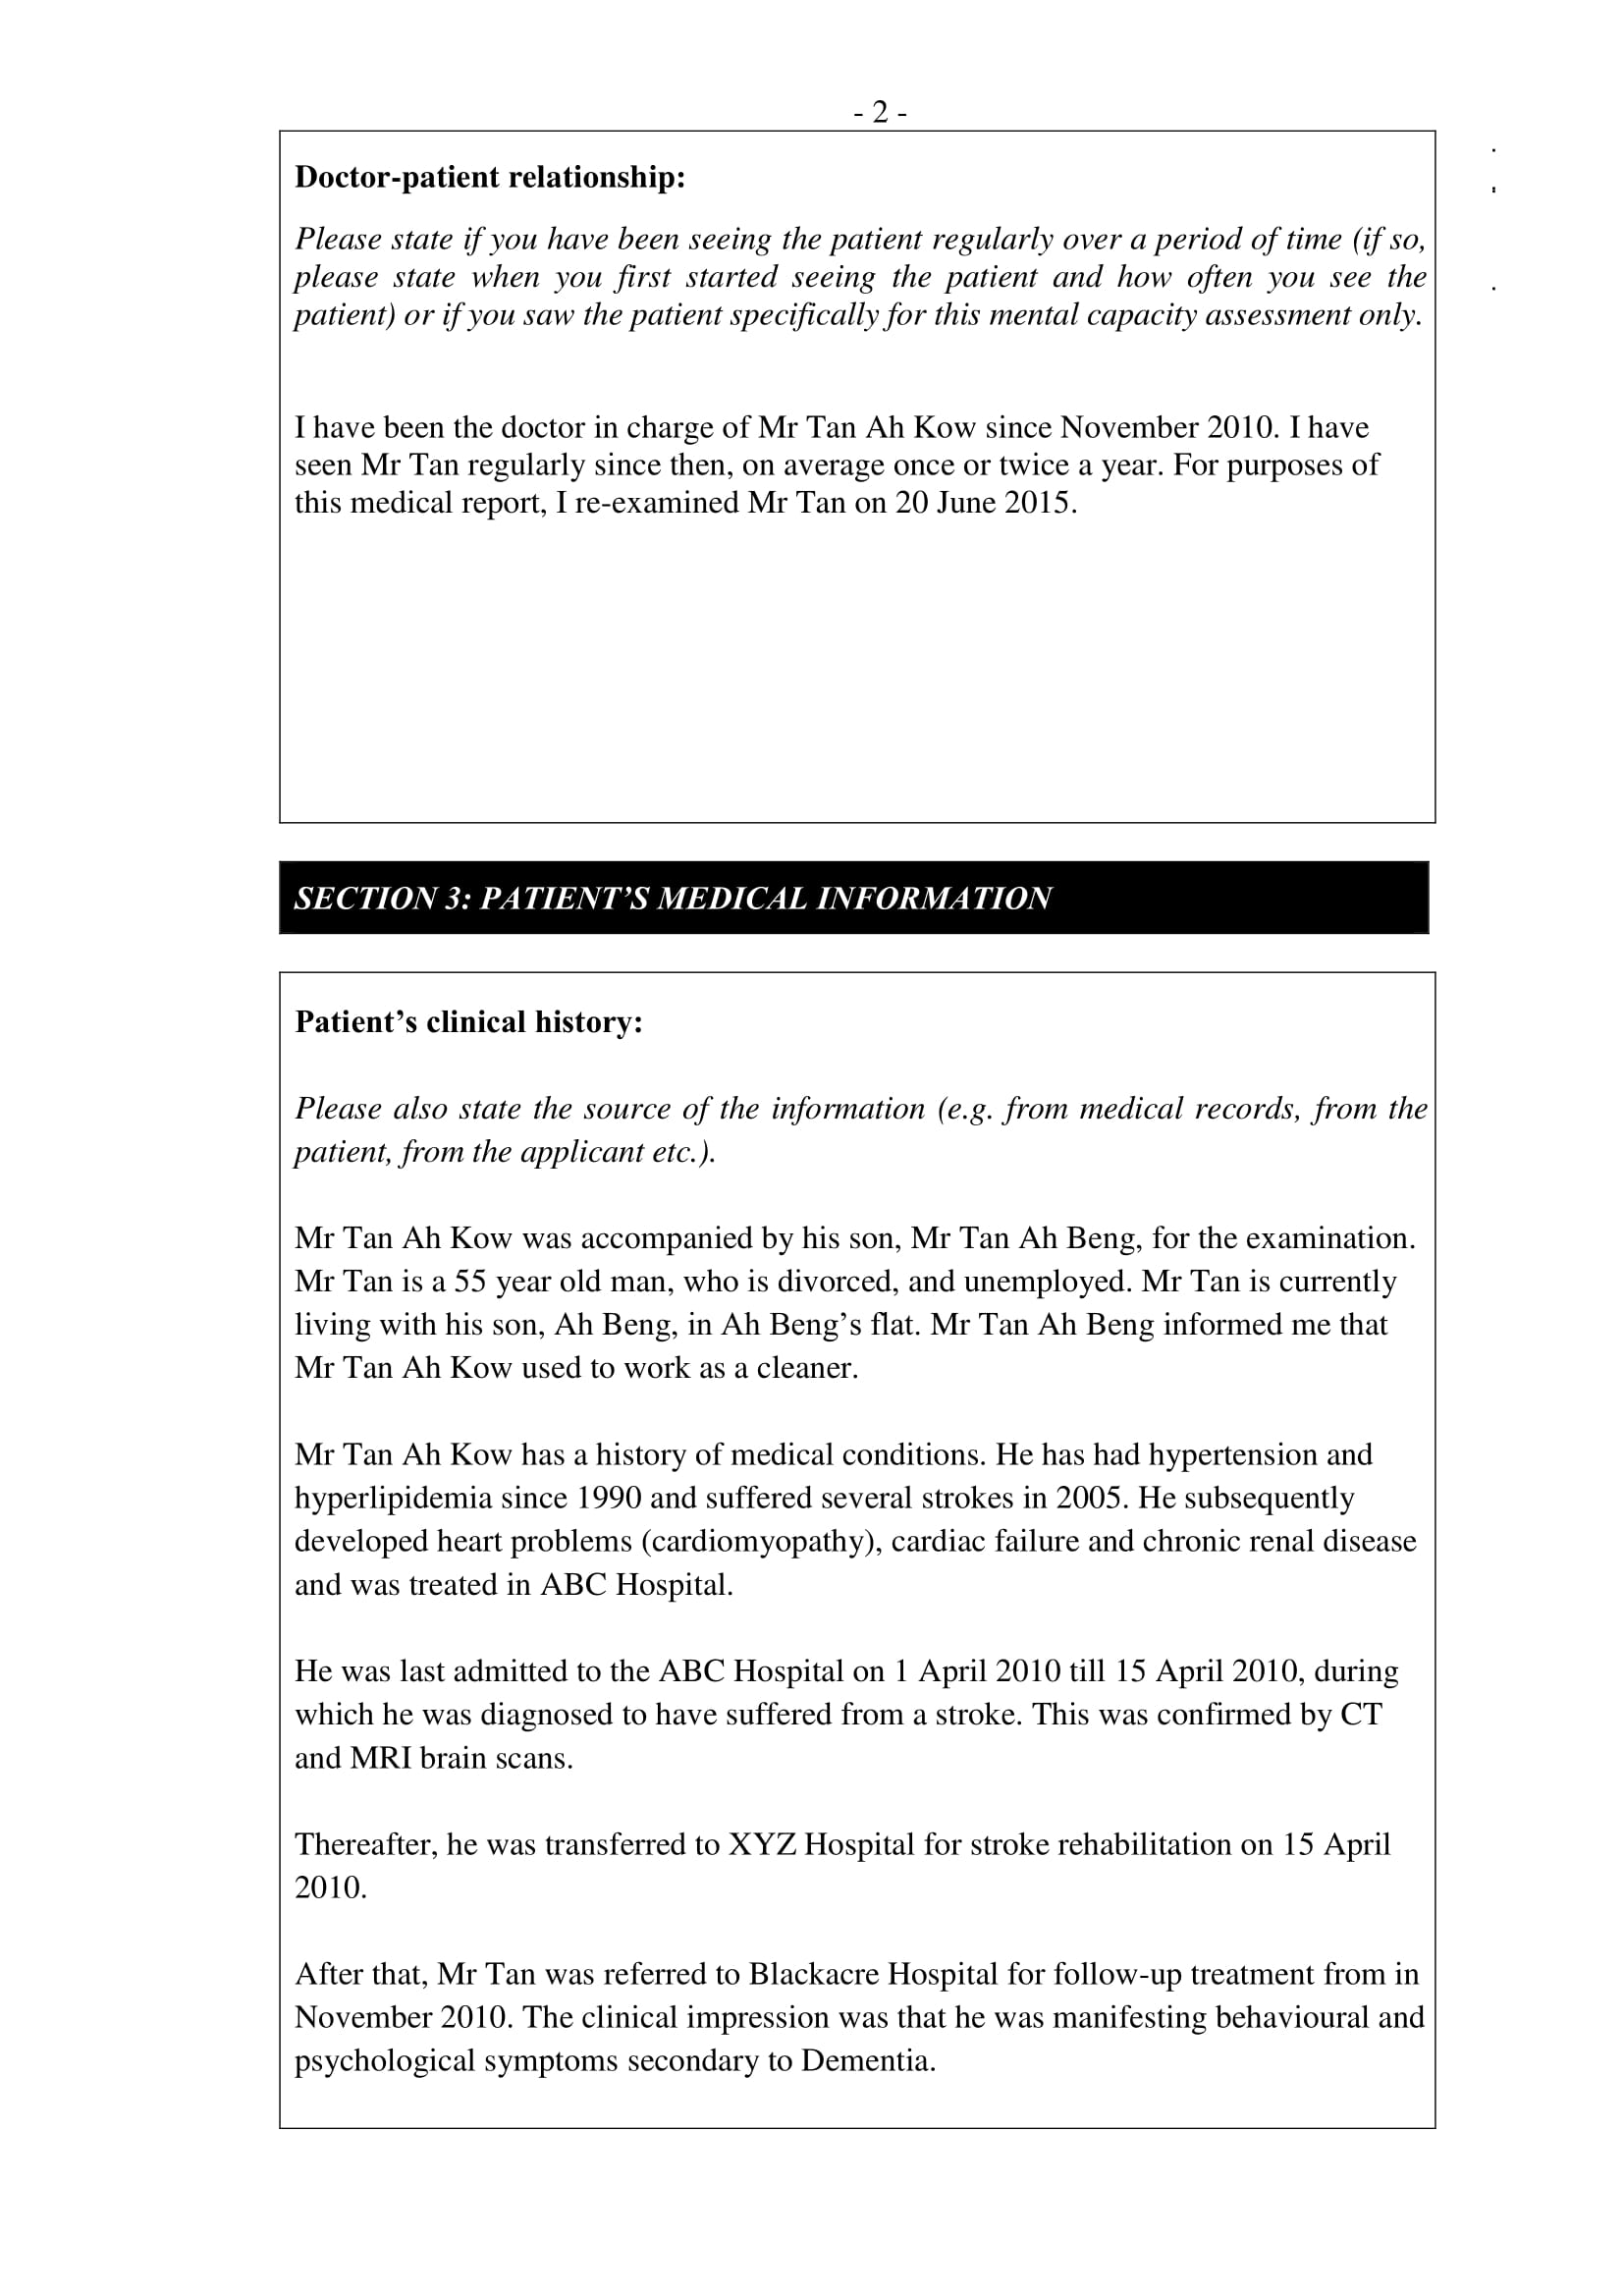 - 2 -
Doctor-patient relationship:
Please state if you have been seeing the patient regularly over a period of time (if so,
please state when you first started seeing the patient and how often you see the
patient) or if you saw the patient specifically for this mental capacity assessment only.
I have been the doctor in charge of Mr Tan Ah Kow since November 2010. I have
seen Mr Tan regularly since then, on average once or twice a year. For purposes of
this medical report, I re-examined Mr Tan on 20 June 2015.
SECTION 3: PATIENT’S MEDICAL INFORMATION
Patient’s clinical history:
Please also state the source of the information (e.g. from medical records, from the
patient, from the applicant etc.).
Mr Tan Ah Kow was accompanied by his son, Mr Tan Ah Beng, for the examination.
Mr Tan is a 55 year old man, who is divorced, and unemployed. Mr Tan is currently
living with his son, Ah Beng, in Ah Beng’s flat. Mr Tan Ah Beng informed me that
Mr Tan Ah Kow used to work as a cleaner.
Mr Tan Ah Kow has a history of medical conditions. He has had hypertension and
hyperlipidemia since 1990 and suffered several strokes in 2005. He subsequently
developed heart problems (cardiomyopathy), cardiac failure and chronic renal disease
and was treated in ABC Hospital.
He was last admitted to the ABC Hospital on 1 April 2010 till 15 April 2010, during
which he was diagnosed to have suffered from a stroke. This was confirmed by CT
and MRI brain scans.
Thereafter, he was transferred to XYZ Hospital for stroke rehabilitation on 15 April
2010.
After that, Mr Tan was referred to Blackacre Hospital for follow-up treatment from in
November 2010. The clinical impression was that he was manifesting behavioural and
psychological symptoms secondary to Dementia.